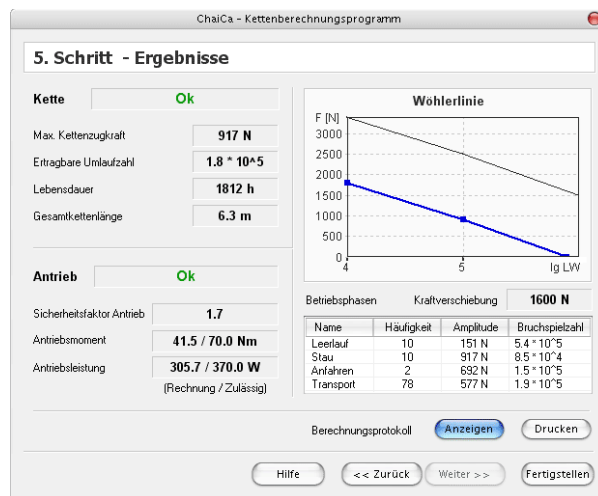 ChaiCa - Kettenberechnungsprogramm
5. Schritt - Ergebnisse
Kette Ok
Max. Kettenzugkraft 917 N
Ertragbare Umlaufzahl 1.8 * 10^5
Lebensdauer 1812 h
Gesamtkettenlänge 6.3 m
Antrieb Ok
Sicherheitsfaktor Antrieb 1.7
Antriebsmoment 41.5 / 70.0 Nm
Antriebsleistung 305.7 / 370.0 W
(Rechnung / Zulässig)
Wöhlerlinie
F [N]
3000
2500
2000
1500
1000
500
0
4 5 lg LW
Betriebsphasen Kraftverschiebung 1600 N
Name Häufigkeit Amplitude Bruchspielzahl
Leerlauf 10 151 N 5.4 * 10^5
Stau 10 917 N 8.5 * 10^4
Anfahren 2 692 N 1.5 * 10^5
Transport 78 577 N 1.9 * 10^5
Berechnungsprotokoll Anzeigen Drucken
Hilfe << Zurück Weiter >> Fertigstellen